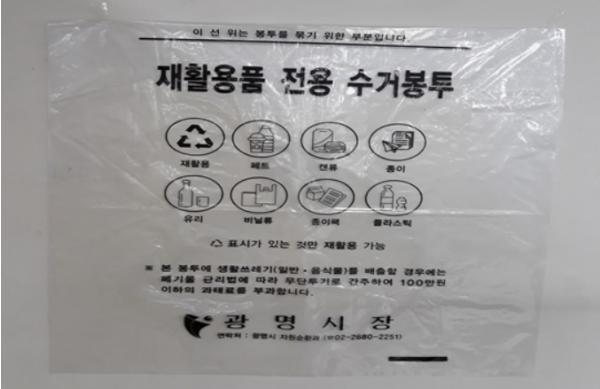 이 선 위는 봉투를 묶기 위한 부분입니다.
재활용품 전용 수거봉투
재활용 페트 캔류 종이
유리 비닐류 종이팩 플라스틱
표시가 있는 것만 재활용 가능
※ 본 봉투에 생활쓰레기(일반·음식물)를 배출할 경우에는
폐기물 관리법에 따라 무단투기로 간주하여 100만원
이하의 과태료를 부과합니다.
광명시장
연락처 : 광명시 자원순환과 (☎02-2680-2251)